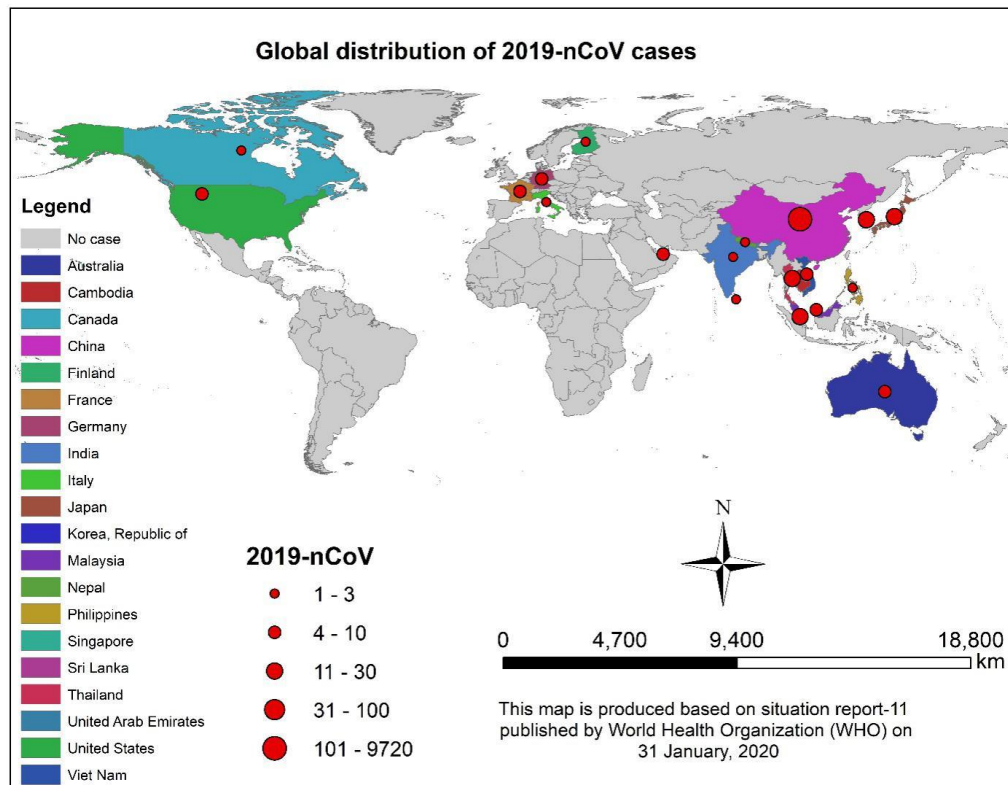 Global distribution of 2019-nCoV cases
Legend
No case
Australia
Cambodia
Canada
China
Finland
France
Germany
India
Italy
Japan
Korea, Republic of
Malaysia
Nepal
Philippines
Singapore
Sri Lanka
Thailand
United Arab Emirates
United States
Viet Nam
2019-nCoV
1 - 3
4 - 10
11 - 30
31 - 100
101 - 9720
N
0 4,700 9,400 18,800
km
This map is produced based on situation report-11
published by World Health Organization (WHO) on
31 January, 2020